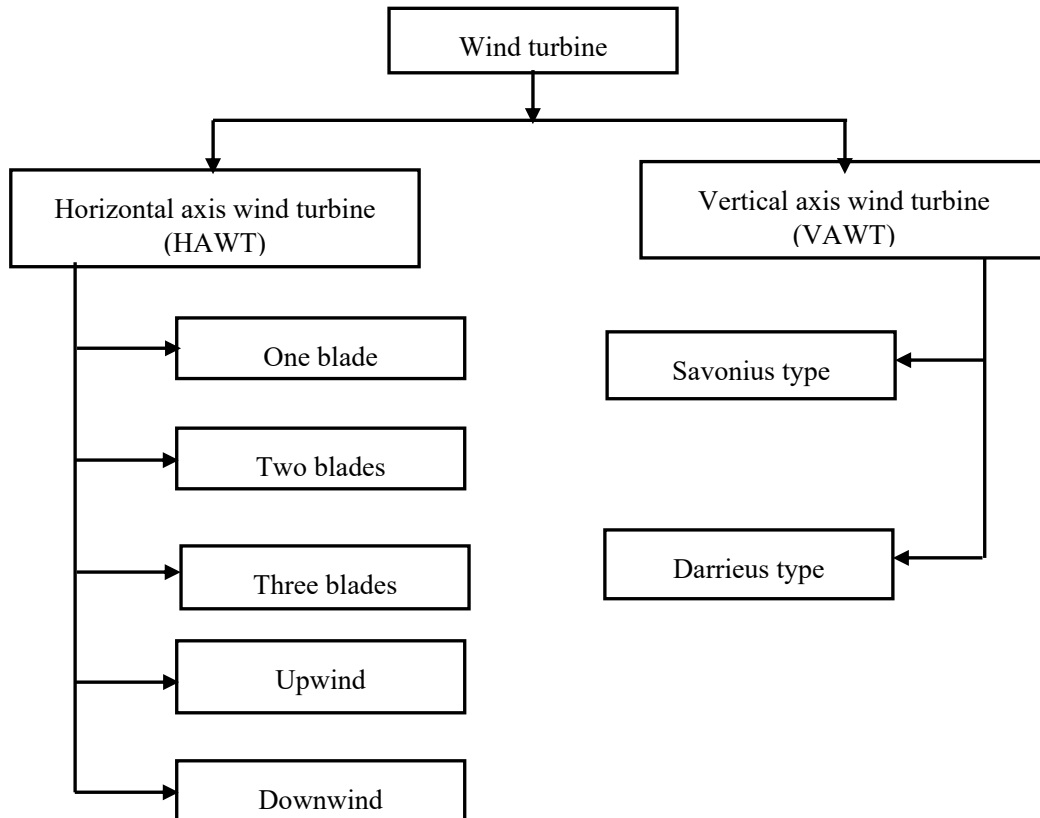 Wind turbine
Horizontal axis wind turbine
(HAWT)
Vertical axis wind turbine
(VAWT)
One blade
Two blades
Three blades
Upwind
Downwind
Savonius type
Darrieus type